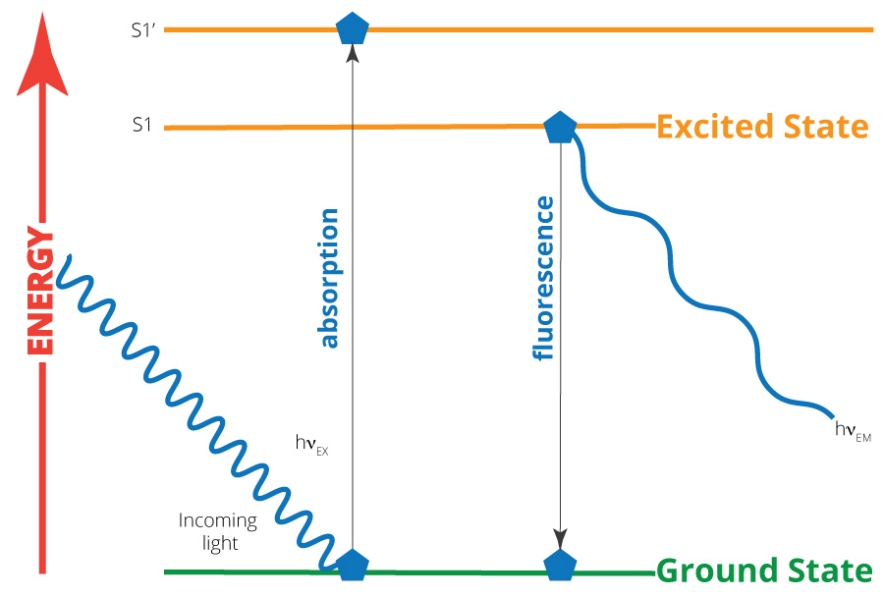 S1’
S1
Excited State
ENERGY
absorption
fluorescence
hνEX
hνEM
Incoming
light
Ground State